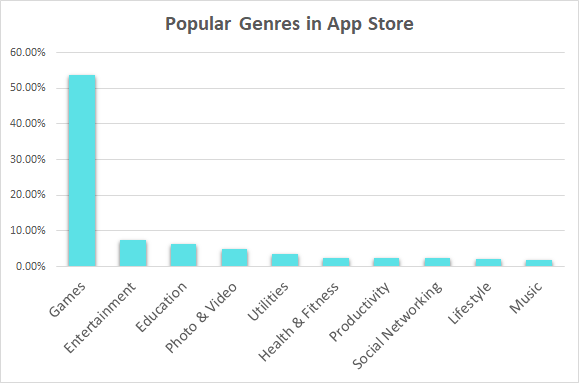 Popular Genres in App Store
60.00%
50.00%
40.00%
30.00%
20.00%
10.00%
0.00%
Games
Entertainment
Education
Photo & Video
Utilities
Health & Fitness
Productivity
Social Networking
Lifestyle
Music